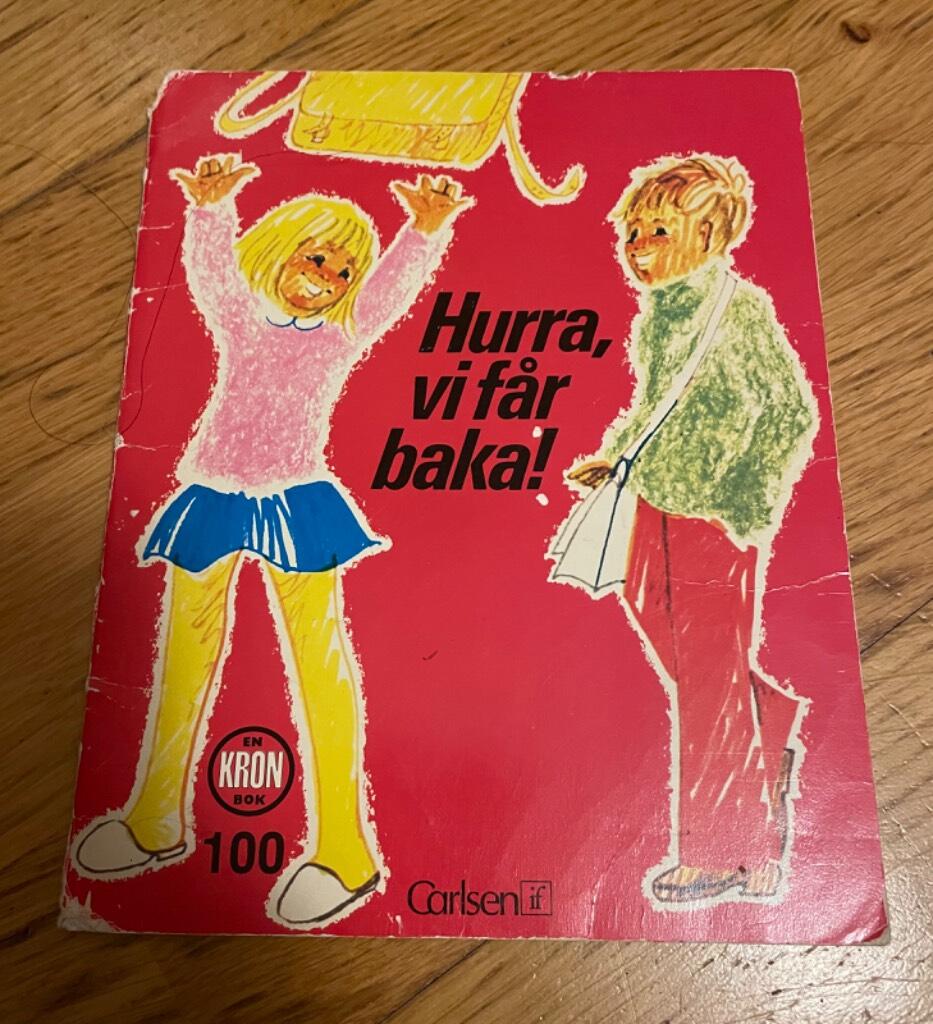 Hurra,
vi får
baka!
EN
KRON
BOK
100
Carlsen if